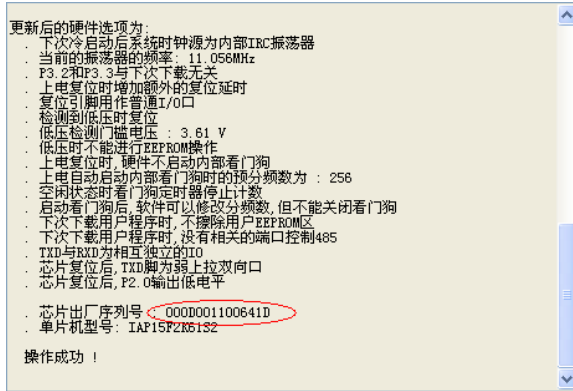 更新后的硬件选项为:
. 下次冷启动后系统时钟源为内部IRC振荡器
. 当前的振荡器的频率: 11.056MHz
. P3.2和P3.3与下次下载无关
. 上电复位时增加额外的复位延时
. 复位引脚用作普通I/O口
. 检测到低压时复位
. 低压检测门槛电压 : 3.61 V
. 低压时不能进行EEPROM操作
. 上电复位时,硬件不启动内部看门狗
. 上电自动启动内部看门狗时的预分频数为 : 256
. 空闲状态时看门狗定时器停止计数
. 启动看门狗后,软件可以修改分频数,但不能关闭看门狗
. 下次下载用户程序时,不擦除用户EEPROM区
. 下次下载用户程序时,没有相关的端口控制485
. TXD与RXD为相互独立的IO
. 芯片复位后,TXD脚为弱上拉双向口
. 芯片复位后,P2.0输出低电平
. 芯片出厂序列号 : 000D001100641D
. 单片机型号: IAP15F2K61S2
操作成功 !